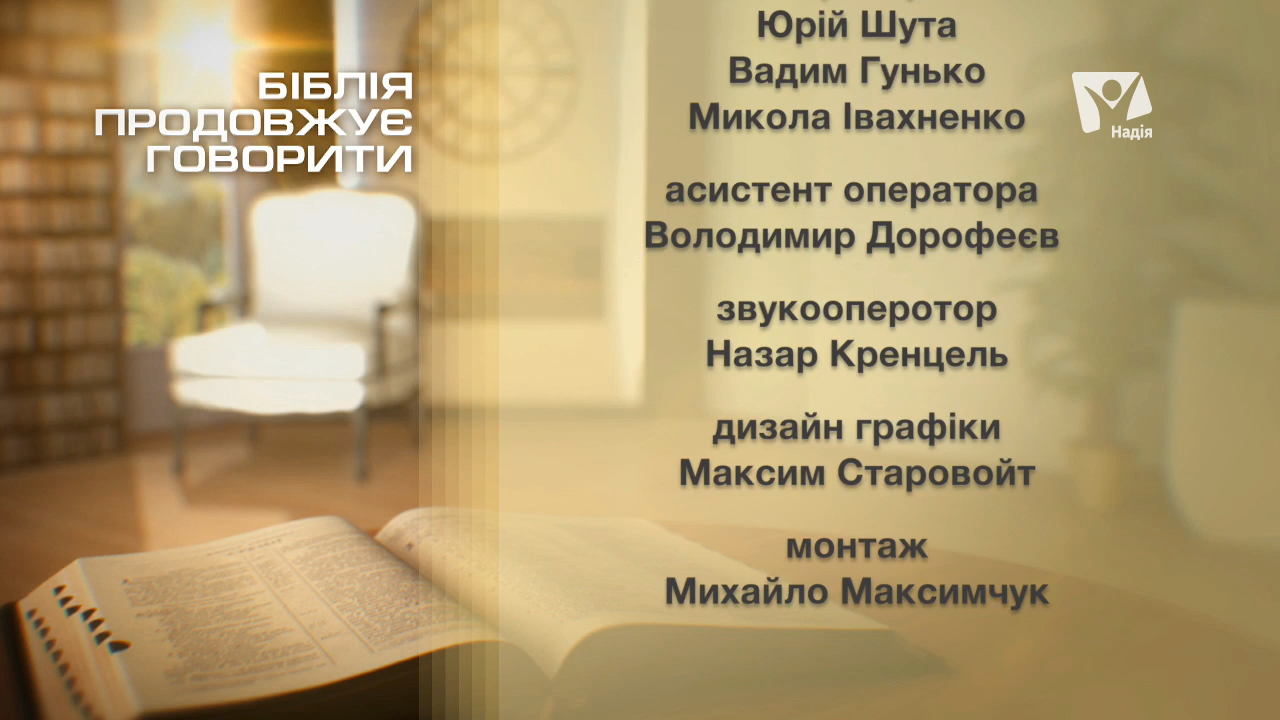 БІБЛІЯ
ПРОДОВЖУЄ
ГОВОРИТИ
Надія
Юрій Шута
Вадим Гунько
Микола Івахненко
асистент оператора
Володимир Дорофеєв
звукооперотор
Назар Кренцель
дизайн графіки
Максим Старовойт
монтаж
Михайло Максимчук